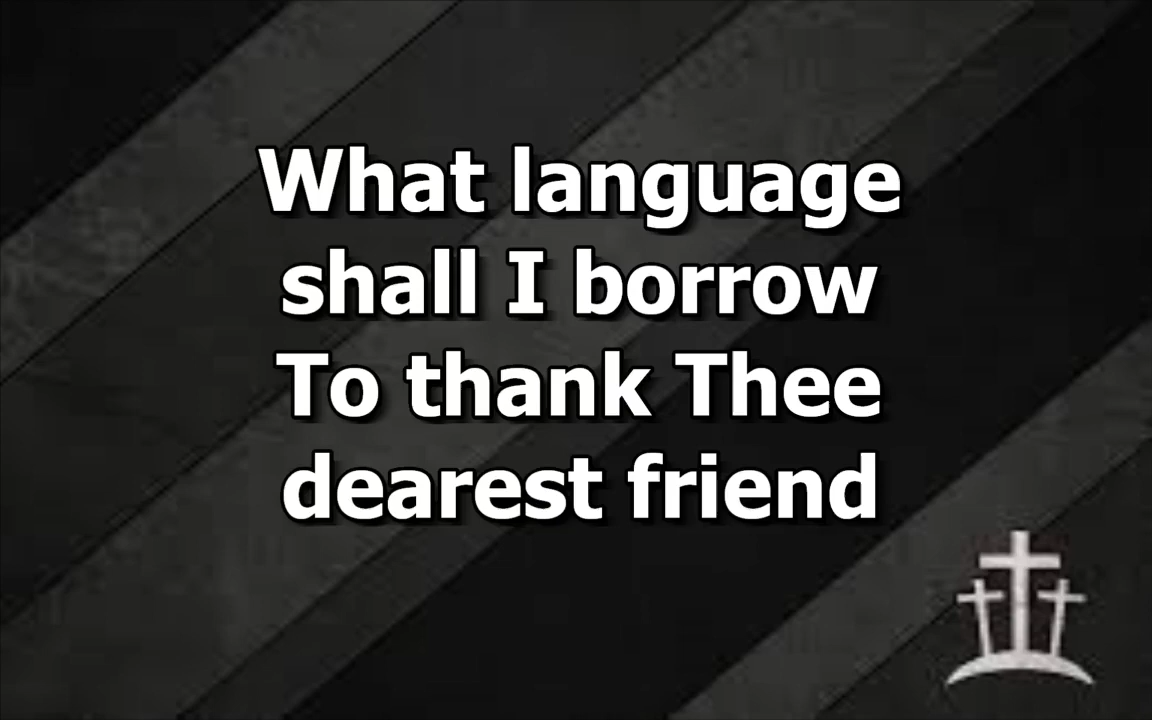 What language
shall I borrow
To thank Thee
dearest friend